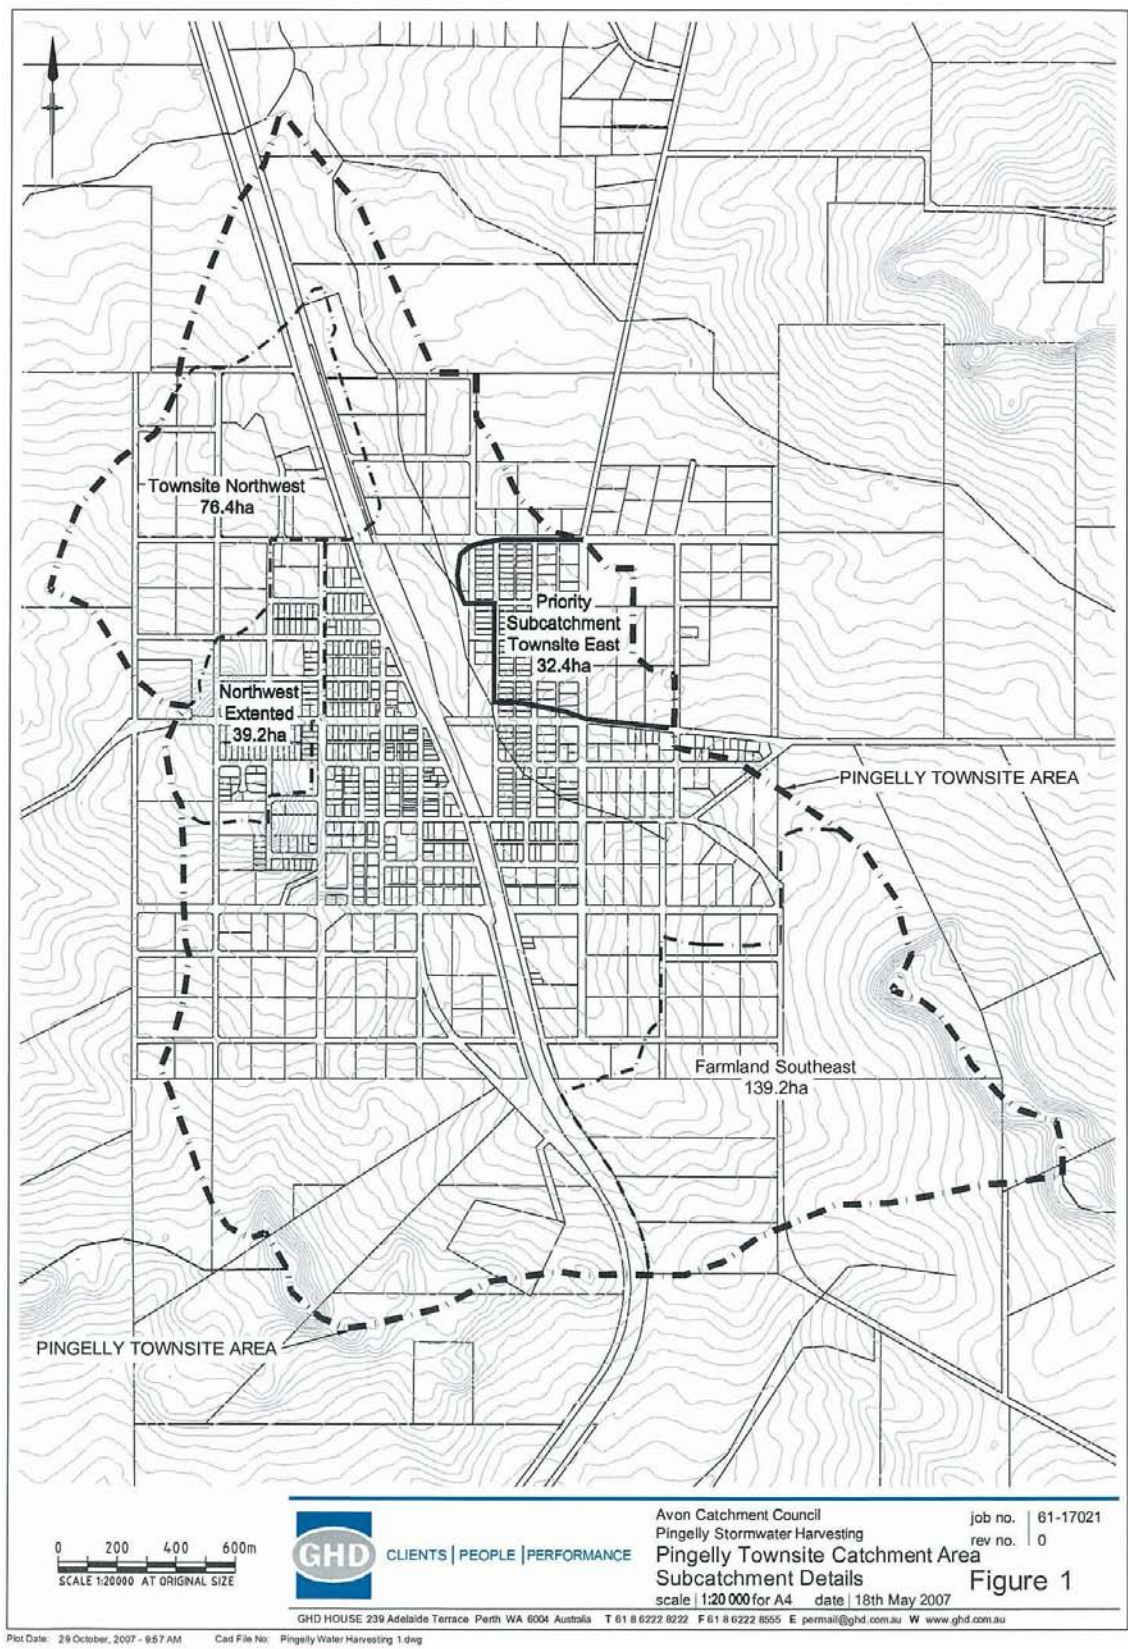 Townsite Northwest
76.4ha
Priority
Subcatchment
Townsite East
32.4ha
Northwest
Extented
39.2ha
PINGELLY TOWNSITE AREA
Farmland Southeast
139.2ha
PINGELLY TOWNSITE AREA
0 200 400 600m
SCALE 1:20000 AT ORIGINAL SIZE
GHD
CLIENTS | PEOPLE | PERFORMANCE
Avon Catchment Council
Pingelly Stormwater Harvesting
Pingelly Townsite Catchment Area
Subcatchment Details
scale | 1:20 000 for A4 date | 18th May 2007
job no. | 61-17021
rev no. | 0
Figure 1
GHD HOUSE 239 Adelaide Terrace Perth WA 6004 Australia T 61 8 6222 8222 F 61 8 6222 8555 E permail@ghd.com.au W www.ghd.com.au
Plot Date: 29 October, 2007 - 9:57 AM Cad File No: Pingelly Water Harvesting 1.dwg